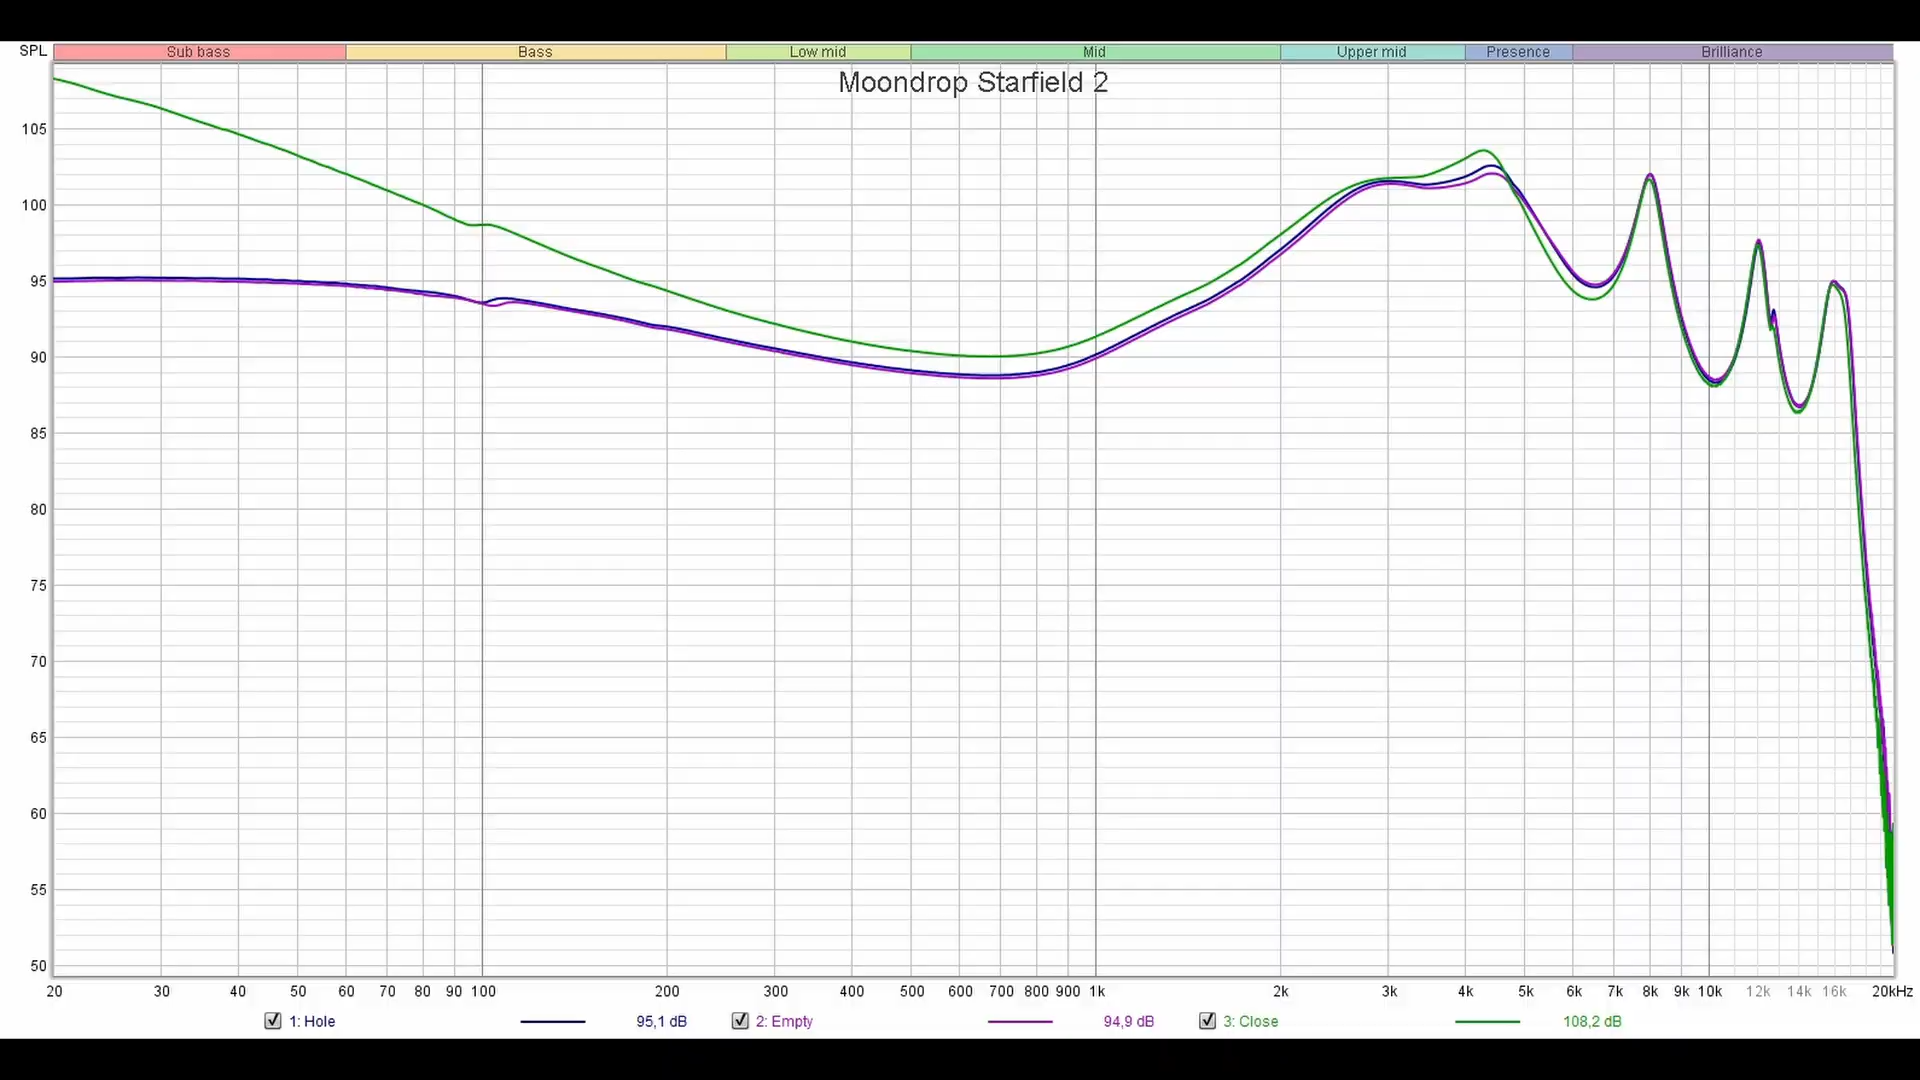 SPL
Sub bass Bass Low mid Mid Upper mid Presence Brilliance
Moondrop Starfield 2
105
100
95
90
85
80
75
70
65
60
55
50
20 30 40 50 60 70 80 90 100 200 300 400 500 600 700 800 900 1k 2k 3k 4k 5k 6k 7k 8k 9k 10k 12k 14k 16k 20kHz
1: Hole 95,1 dB 2: Empty 94,9 dB 3: Close 108,2 dB